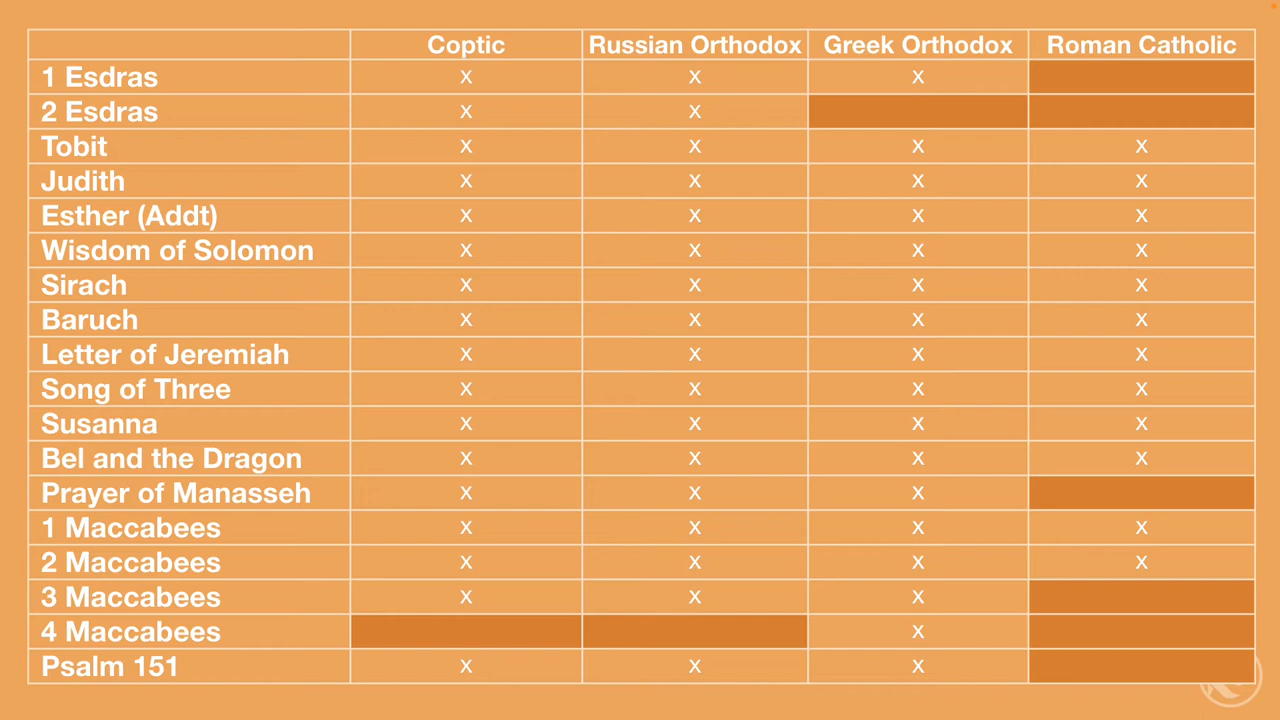 Coptic Russian Orthodox Greek Orthodox Roman Catholic
1 Esdras x x x
2 Esdras x x
Tobit x x x x
Judith x x x x
Esther (Addt) x x x x
Wisdom of Solomon x x x x
Sirach x x x x
Baruch x x x x
Letter of Jeremiah x x x x
Song of Three x x x x
Susanna x x x x
Bel and the Dragon x x x x
Prayer of Manasseh x x x
1 Maccabees x x x x
2 Maccabees x x x x
3 Maccabees x x x
4 Maccabees x
Psalm 151 x x x